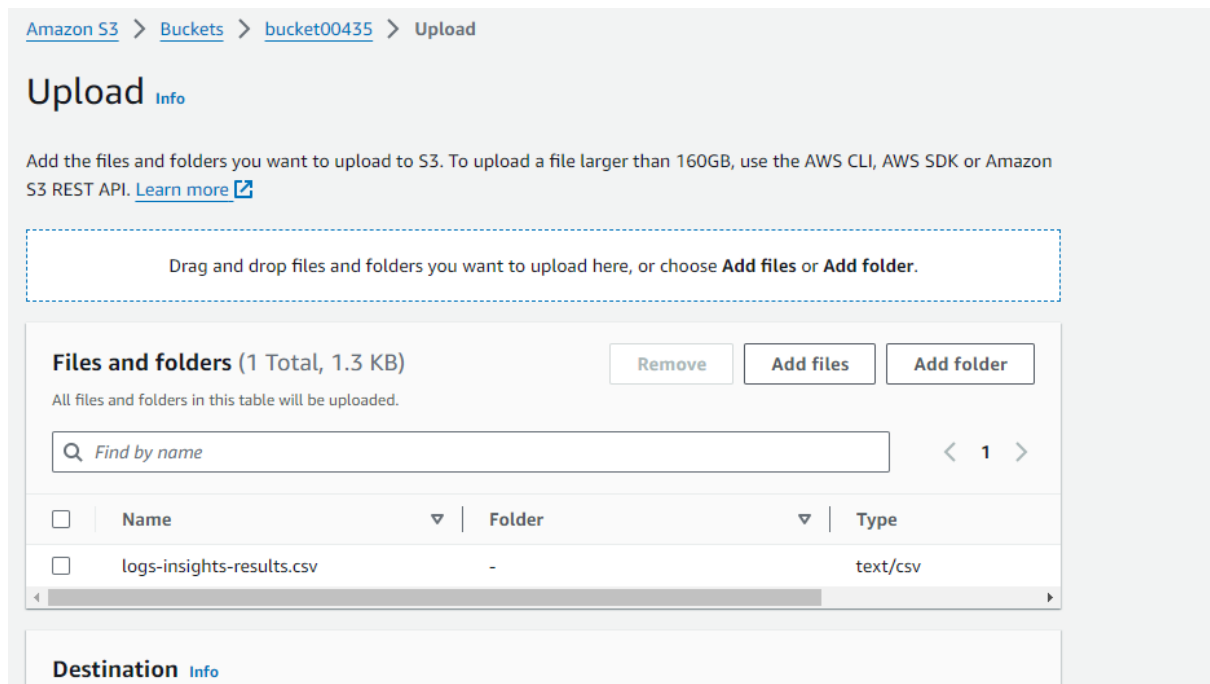 Amazon S3 > Buckets > bucket00435 > Upload
Upload Info
Add the files and folders you want to upload to S3. To upload a file larger than 160GB, use the AWS CLI, AWS SDK or Amazon
S3 REST API. Learn more
Drag and drop files and folders you want to upload here, or choose Add files or Add folder.
Files and folders (1 Total, 1.3 KB)
Remove
Add files
Add folder
All files and folders in this table will be uploaded.
Find by name
< 1 >
Name Folder Type
logs-insights-results.csv - text/csv
Destination Info